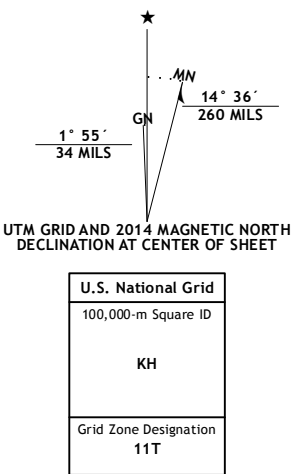 ★
MN
GN
14° 36´
260 MILS
1° 55´
34 MILS
UTM GRID AND 2014 MAGNETIC NORTH
DECLINATION AT CENTER OF SHEET
U.S. National Grid
100,000-m Square ID
KH
Grid Zone Designation
11T